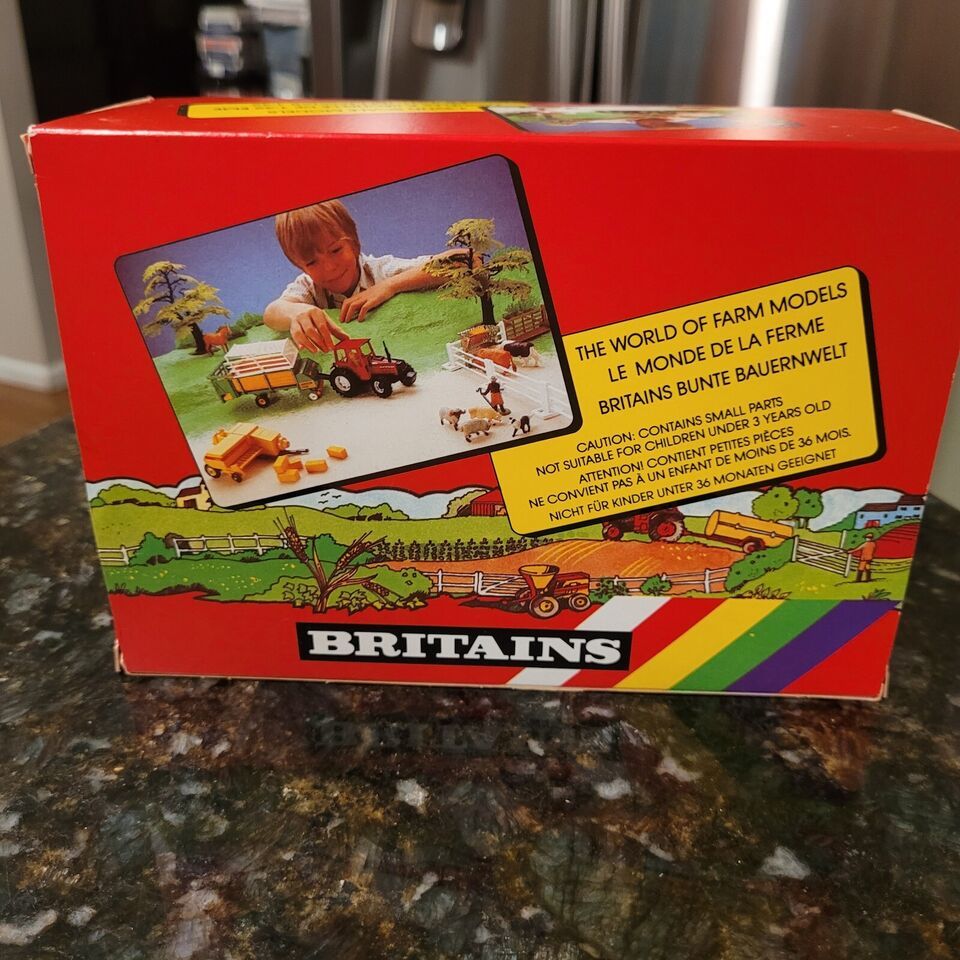 THE WORLD OF FARM MODELS
LE MONDE DE LA FERME
BRITAINS BUNTE BAUERNWELT
CAUTION: CONTAINS SMALL PARTS
NOT SUITABLE FOR CHILDREN UNDER 3 YEARS OLD
ATTENTION! CONTIENT PETITES PIÈCES
NE CONVIENT PAS À UN ENFANT DE MOINS DE 36 MOIS.
NICHT FÜR KINDER UNTER 36 MONATEN GEEIGNET
BRITAINS